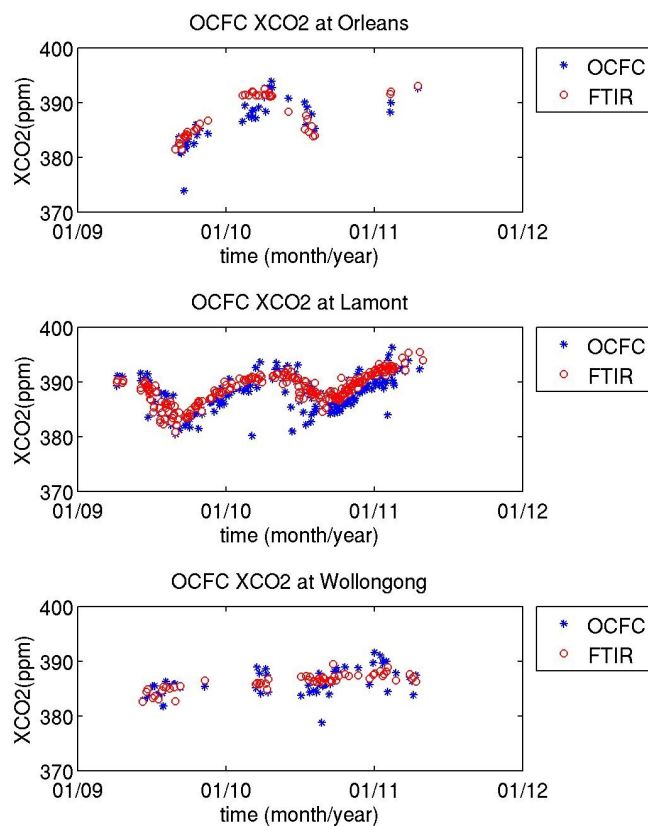 OCFC XCO2 at Orleans
400
390
380
370
XCO2(ppm)
01/09 01/10 01/11 01/12
time (month/year)
OCFC
FTIR
OCFC XCO2 at Lamont
400
390
380
370
XCO2(ppm)
01/09 01/10 01/11 01/12
time (month/year)
OCFC
FTIR
OCFC XCO2 at Wollongong
400
390
380
370
XCO2(ppm)
01/09 01/10 01/11 01/12
time (month/year)
OCFC
FTIR